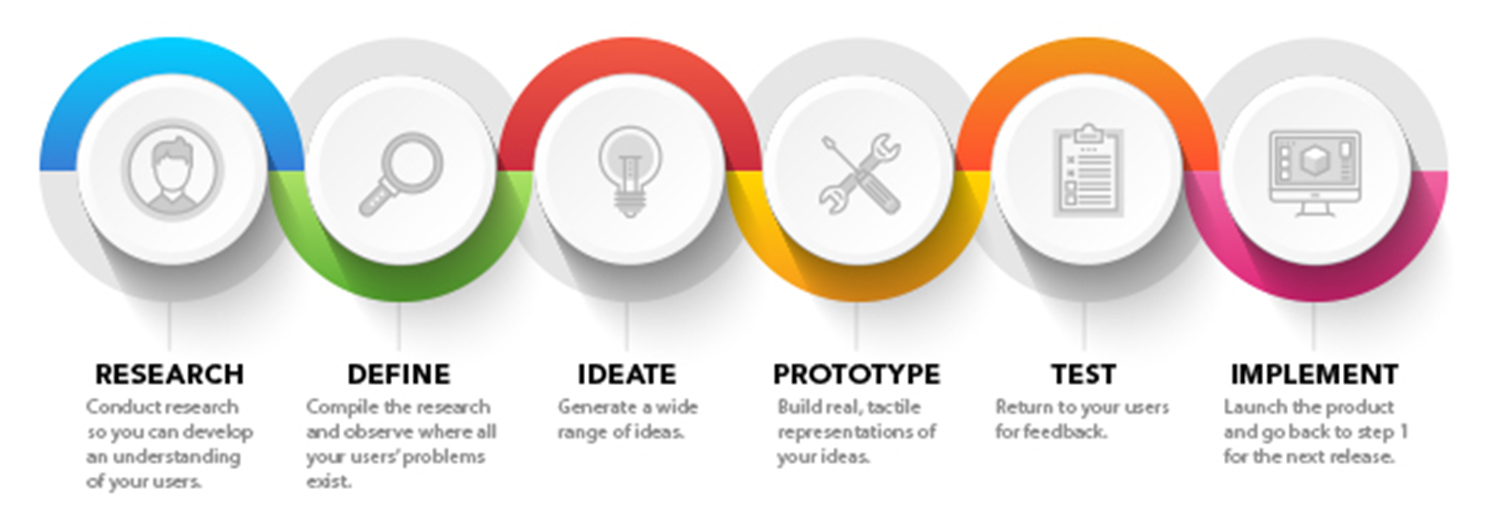 RESEARCH
Conduct research
so you can develop
an understanding
of your users.
DEFINE
Compile the research
and observe where all
your users' problems
exist.
IDEATE
Generate a wide
range of ideas.
PROTOTYPE
Build real, tactile
representations of
your ideas.
TEST
Return to your users
for feedback.
IMPLEMENT
Launch the product
and go back to step 1
for the next release.